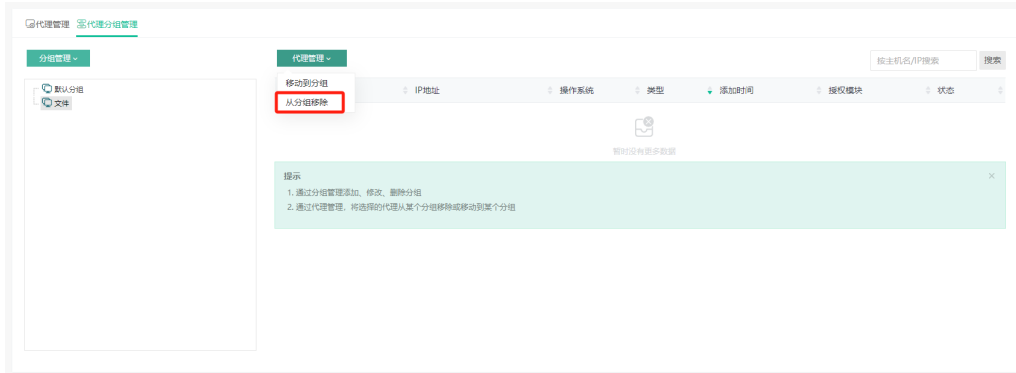 代理管理 代理分组管理
分组管理 代理管理 按主机名/IP搜索 搜索
默认分组
文件
移动到分组
从分组移除
IP地址 操作系统 类型 添加时间 授权模块 状态
暂时没有更多数据
提示
1. 通过分组管理添加、修改、删除分组
2. 通过代理管理，将选择的代理从某个分组移除或移动到某个分组